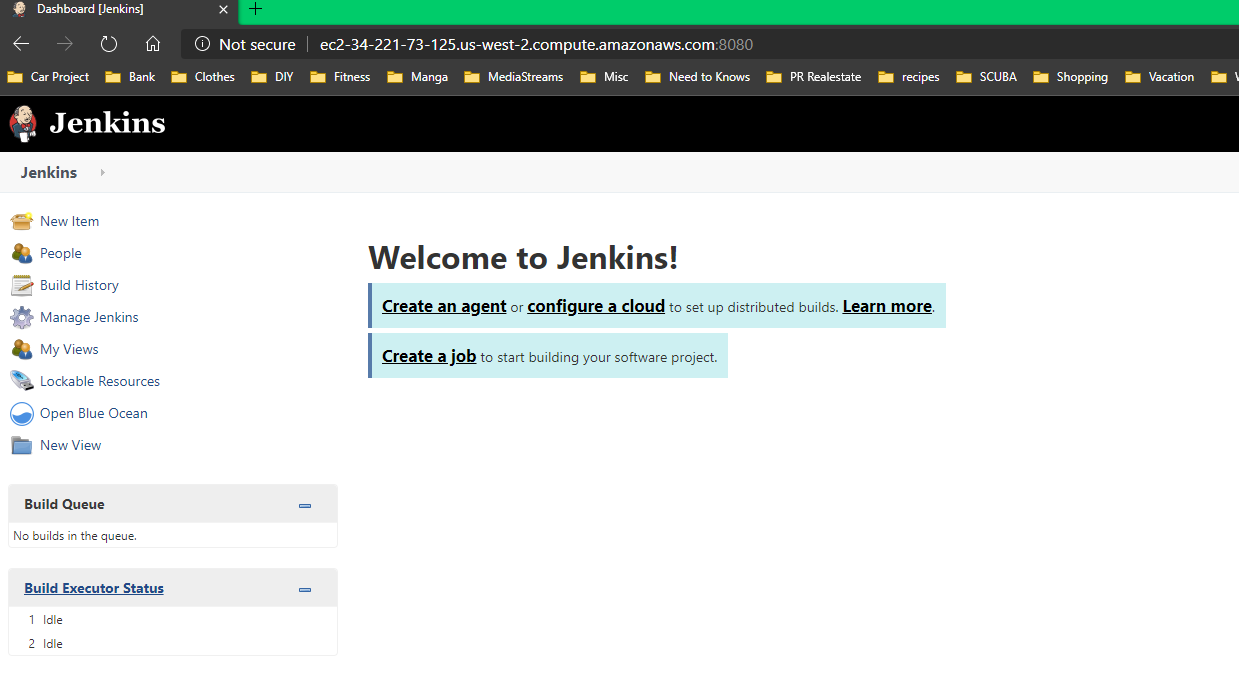 Dashboard [Jenkins]
Not secure ec2-34-221-73-125.us-west-2.compute.amazonaws.com:8080
Car Project Bank Clothes DIY Fitness Manga MediaStreams Misc Need to Knows PR Realestate recipes SCUBA Shopping Vacation
Jenkins
Jenkins
New Item
People
Build History
Manage Jenkins
My Views
Lockable Resources
Open Blue Ocean
New View
Welcome to Jenkins!
Create an agent or configure a cloud to set up distributed builds. Learn more.
Create a job to start building your software project.
Build Queue
No builds in the queue.
Build Executor Status
1 Idle
2 Idle